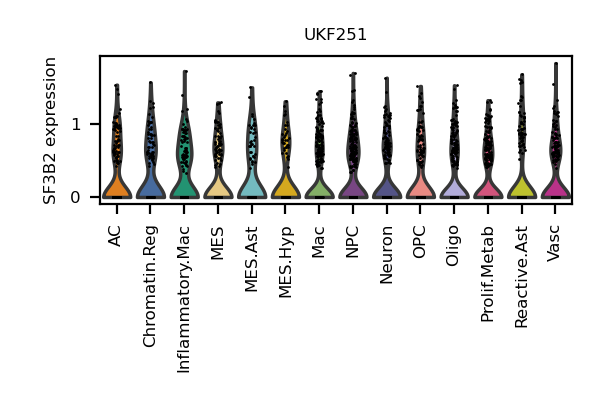 UKF251
SF3B2 expression
1
0
AC
Chromatin.Reg
Inflammatory.Mac
MES
MES.Ast
MES.Hyp
Mac
NPC
Neuron
OPC
Oligo
Prolif.Metab
Reactive.Ast
Vasc